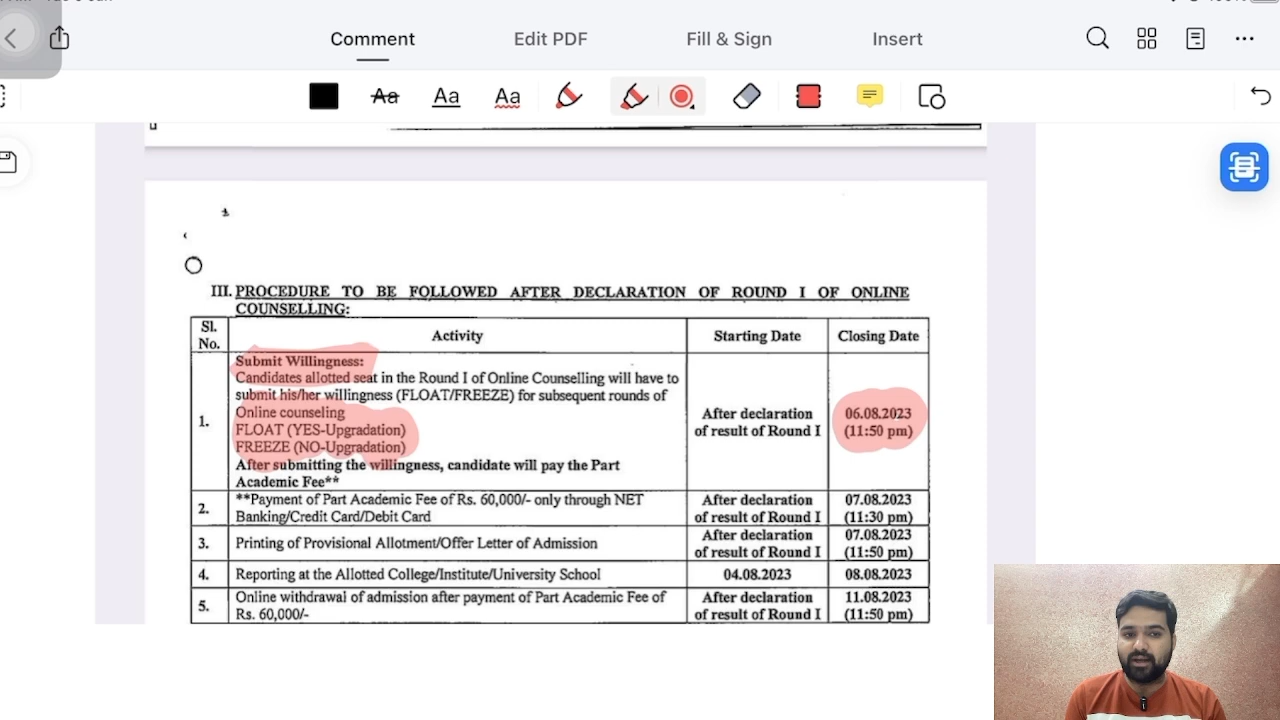 Comment
Edit PDF
Fill & Sign
Insert
Aa
Aa
Aa
III. PROCEDURE TO BE FOLLOWED AFTER DECLARATION OF ROUND I OF ONLINE
COUNSELLING:
Sl. No.
Activity
Starting Date
Closing Date
1.
Submit Willingness:
Candidates allotted seat in the Round I of Online Counselling will have to
submit his/her willingness (FLOAT/FREEZE) for subsequent rounds of
Online counseling
FLOAT (YES-Upgradation)
FREEZE (NO-Upgradation)
After submitting the willingness, candidate will pay the Part
Academic Fee**
After declaration
of result of Round I
06.08.2023
(11:50 pm)
2.
**Payment of Part Academic Fee of Rs. 60,000/- only through NET
Banking/Credit Card/Debit Card
After declaration
of result of Round I
07.08.2023
(11:30 pm)
3.
Printing of Provisional Allotment/Offer Letter of Admission
After declaration
of result of Round I
07.08.2023
(11:50 pm)
4.
Reporting at the Allotted College/Institute/University School
04.08.2023
08.08.2023
5.
Online withdrawal of admission after payment of Part Academic Fee of
Rs. 60,000/-
After declaration
of result of Round I
11.08.2023
(11:50 pm)